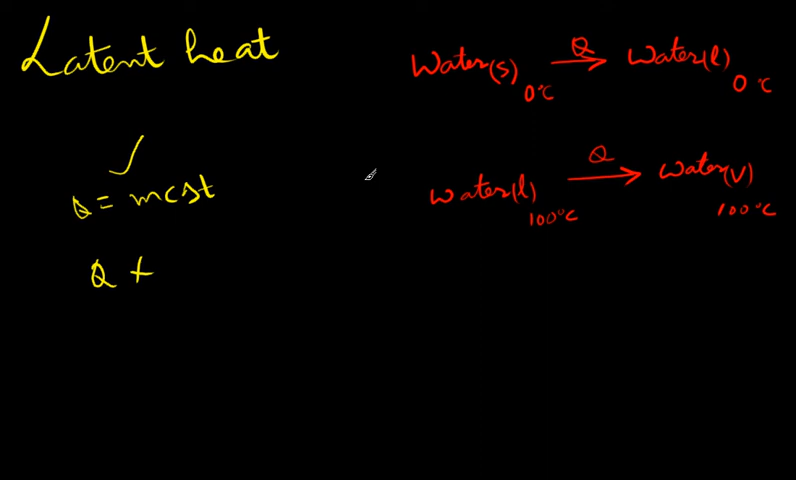 Latent heat
Q = mcΔt
Q +
Water(s) 0°C Q → Water(l) 0°C
Water(l) 100°C Q → Water(v) 100°C